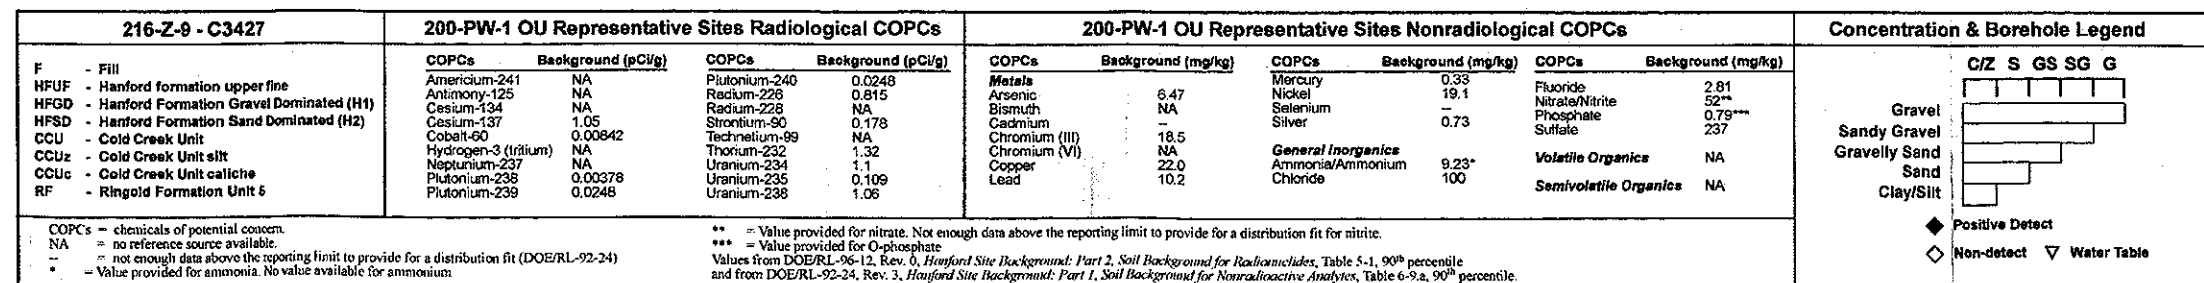 216-Z-9 - C3427
F - Fill
HFUF - Hanford formation upper fine
HFGD - Hanford Formation Gravel Dominated (H1)
HFSD - Hanford Formation Sand Dominated (H2)
CCU - Cold Creek Unit
CCUz - Cold Creek Unit silt
CCUc - Cold Creek Unit caliche
RF - Ringold Formation Unit 5
200-PW-1 OU Representative Sites Radiological COPCs
COPCs Background (pCi/g) COPCs Background (pCi/g)
Americium-241 NA Plutonium-240 0.0248
Antimony-125 NA Radium-226 0.815
Cesium-134 NA Radium-228 NA
Cesium-137 1.05 Strontium-90 0.178
Cobalt-60 0.00842 Technetium-99 NA
Hydrogen-3 (tritium) NA Thorium-232 1.32
Neptunium-237 NA Uranium-234 1.1
Plutonium-238 0.00378 Uranium-235 0.109
Plutonium-239 0.0248 Uranium-238 1.06
200-PW-1 OU Representative Sites Nonradiological COPCs
COPCs Background (mg/kg)
Metals
Arsenic 6.47
Bismuth NA
Cadmium --
Chromium (III) 18.5
Chromium (VI) NA
Copper 22.0
Lead 10.2
COPCs Background (mg/kg)
Mercury 0.33
Nickel 19.1
Selenium --
Silver 0.73
General Inorganics
Ammonia/Ammonium 9.23*
Chloride 100
COPCs Background (mg/kg)
Fluoride 2.81
Nitrate/Nitrite 52**
Phosphate 0.79***
Sulfate 237
Volatile Organics NA
Semivolatile Organics NA
Concentration & Borehole Legend
C/Z S GS SG G
Gravel
Sandy Gravel
Gravelly Sand
Sand
Clay/Silt
Positive Detect
Non-detect Water Table
COPCs = chemicals of potential concern.
NA = no reference source available.
-- = not enough data above the reporting limit to provide for a distribution fit (DOE/RL-92-24)
* = Value provided for ammonia. No value available for ammonium
** = Value provided for nitrate. Not enough data above the reporting limit to provide for a distribution fit for nitrite.
*** = Value provided for O-phosphate
Values from DOE/RL-96-12, Rev. 0, Hanford Site Background: Part 2, Soil Background for Radionuclides, Table 5-1, 90th percentile
and from DOE/RL-92-24, Rev. 3, Hanford Site Background: Part 1, Soil Background for Nonradioactive Analytes, Table 6-9.a, 90th percentile.